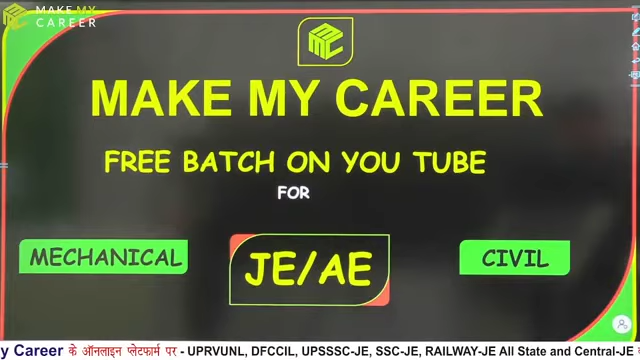 MAKE MY
CAREER
MAKE MY CAREER
FREE BATCH ON YOU TUBE
FOR
MECHANICAL
JE/AE
CIVIL
y Career के ऑनलाइन प्लेटफार्म पर - UPRVUNL, DFCCIL, UPSSSC-JE, SSC-JE, RAILWAY-JE All State and Central-JE